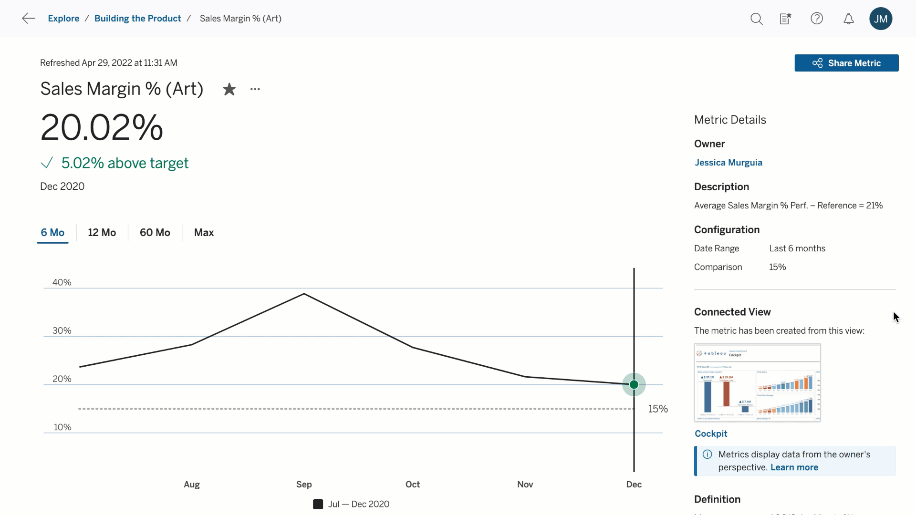 Explore / Building the Product / Sales Margin % (Art)
JM
Refreshed Apr 29, 2022 at 11:31 AM
Share Metric
Sales Margin % (Art)
20.02%
5.02% above target
Dec 2020
6 Mo
12 Mo
60 Mo
Max
40%
30%
20%
15%
10%
Aug
Sep
Oct
Nov
Dec
Jul — Dec 2020
Metric Details
Owner
Jessica Murguia
Description
Average Sales Margin % Perf. – Reference = 21%
Configuration
Date Range Last 6 months
Comparison 15%
Connected View
The metric has been created from this view:
Cockpit
Cockpit
Metrics display data from the owner's
perspective. Learn more
Definition